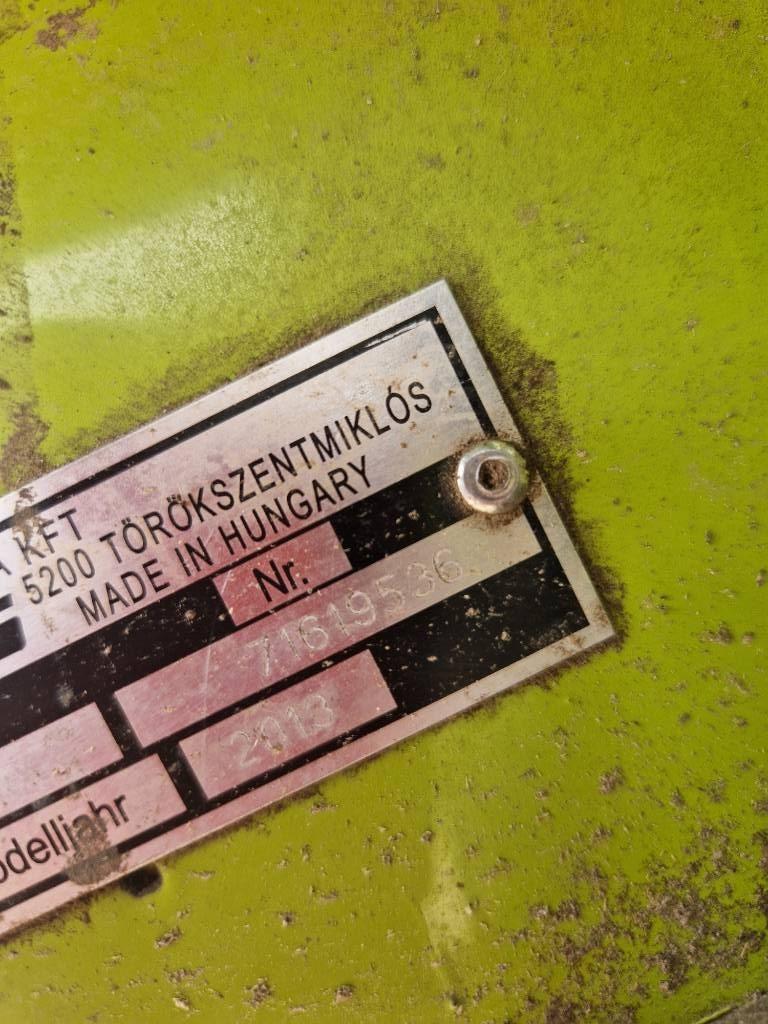 A KFT
5200 TÖRÖKSZENTMIKLÓS
MADE IN HUNGARY
Nr.
71619536
odelljahr 2013